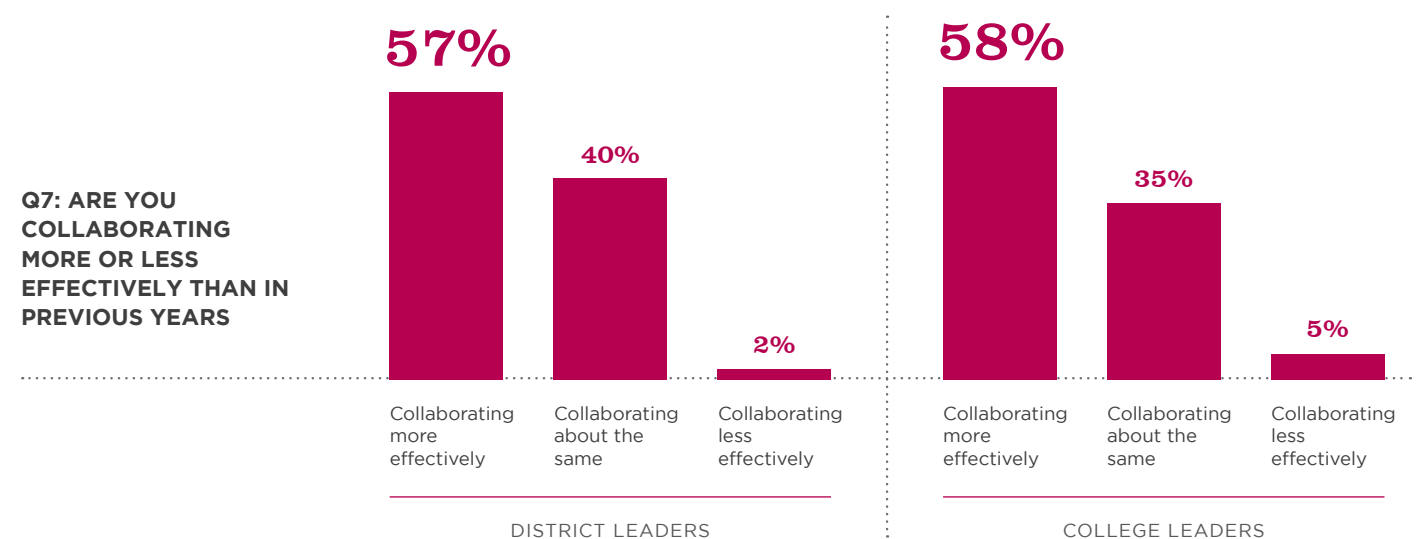 Q7: ARE YOU
COLLABORATING
MORE OR LESS
EFFECTIVELY THAN IN
PREVIOUS YEARS
57%
40%
2%
Collaborating
more
effectively
Collaborating
about the
same
Collaborating
less
effectively
DISTRICT LEADERS
58%
35%
5%
Collaborating
more
effectively
Collaborating
about the
same
Collaborating
less
effectively
COLLEGE LEADERS